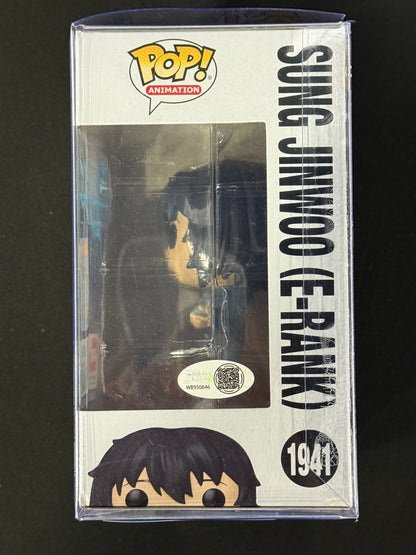 POP!
ANIMATION
SUNG JINWOO (E-RANK)
WB950646
1941